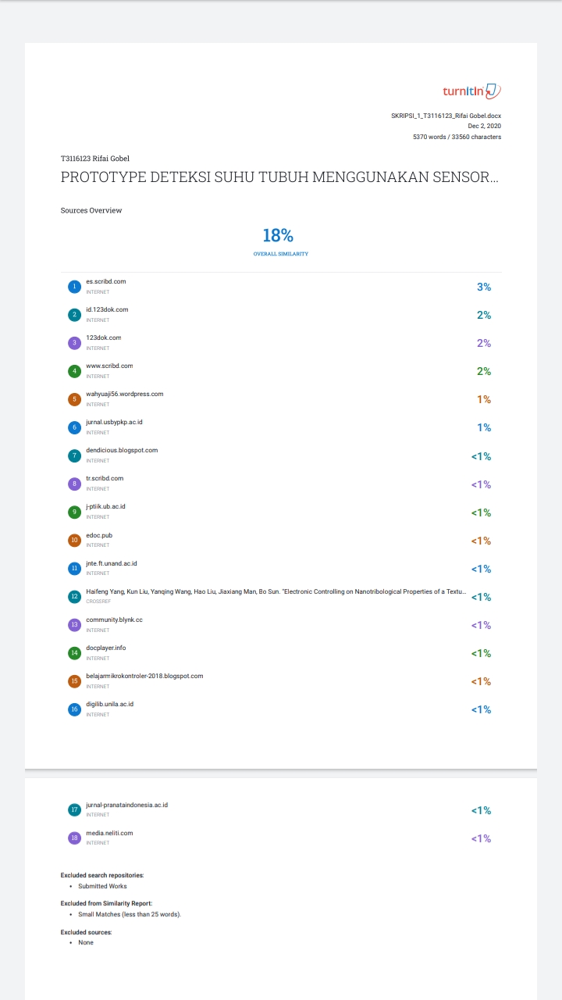 turnitin
SKRIPSI_1_T3116123_Rifai Gobel.docx
Dec 2, 2020
5370 words / 33560 characters
T3116123 Rifai Gobel
PROTOTYPE DETEKSI SUHU TUBUH MENGGUNAKAN SENSOR...
Sources Overview
18%
OVERALL SIMILARITY
1 es.scribd.com 3%
INTERNET
2 id.123dok.com 2%
INTERNET
3 123dok.com 2%
INTERNET
4 www.scribd.com 2%
INTERNET
5 wahyuaji56.wordpress.com 1%
INTERNET
6 jurnal.usbypkp.ac.id 1%
INTERNET
7 dendicious.blogspot.com <1%
INTERNET
8 tr.scribd.com <1%
INTERNET
9 j-ptiik.ub.ac.id <1%
INTERNET
10 edoc.pub <1%
INTERNET
11 jnte.ft.unand.ac.id <1%
INTERNET
12 Haifeng Yang, Kun Liu, Yanqing Wang, Hao Liu, Jiaxiang Man, Bo Sun. "Electronic Controlling on Nanotribological Properties of a Textu... <1%
CROSSREF
13 community.blynk.cc <1%
INTERNET
14 docplayer.info <1%
INTERNET
15 belajarmikrokontroler-2018.blogspot.com <1%
INTERNET
16 digilib.unila.ac.id <1%
INTERNET
17 jurnal-pranataindonesia.ac.id <1%
INTERNET
18 media.neliti.com <1%
INTERNET
Excluded search repositories:
• Submitted Works
Excluded from Similarity Report:
• Small Matches (less than 25 words).
Excluded sources:
• None